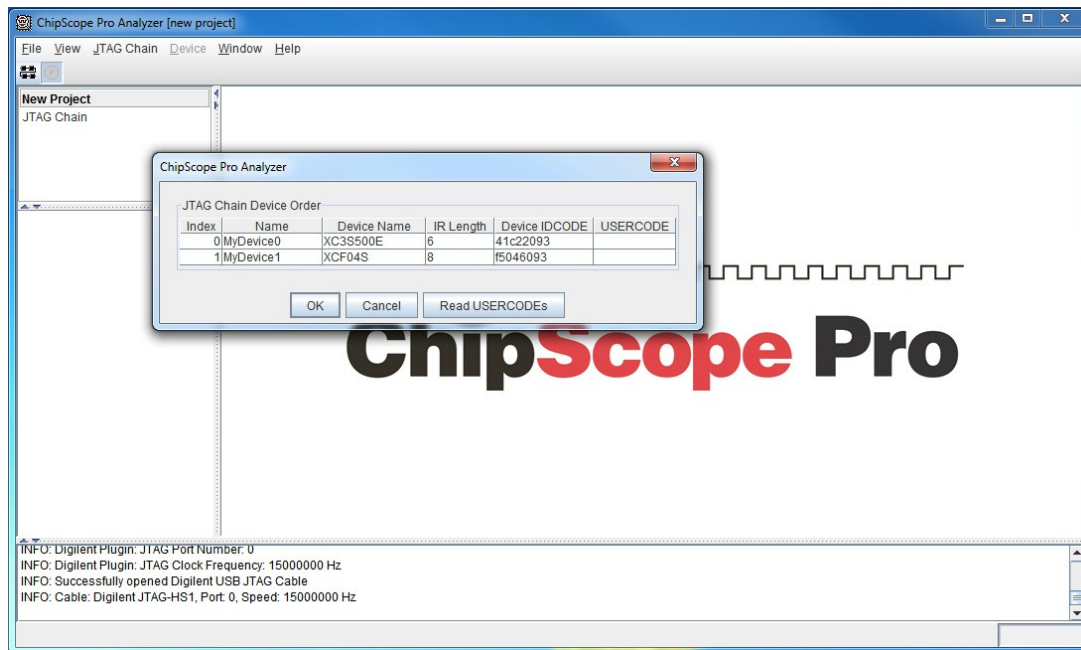 ChipScope Pro Analyzer [new project]
File View JTAG Chain Device Window Help
New Project
JTAG Chain
ChipScope Pro Analyzer
JTAG Chain Device Order
Index Name Device Name IR Length Device IDCODE USERCODE
0 MyDevice0 XC3S500E 6 41c22093
1 MyDevice1 XCF04S 8 f5046093
OK Cancel Read USERCODEs
ChipScope Pro
INFO: Digilent Plugin: JTAG Port Number: 0
INFO: Digilent Plugin: JTAG Clock Frequency: 15000000 Hz
INFO: Successfully opened Digilent USB JTAG Cable
INFO: Cable: Digilent JTAG-HS1, Port: 0, Speed: 15000000 Hz